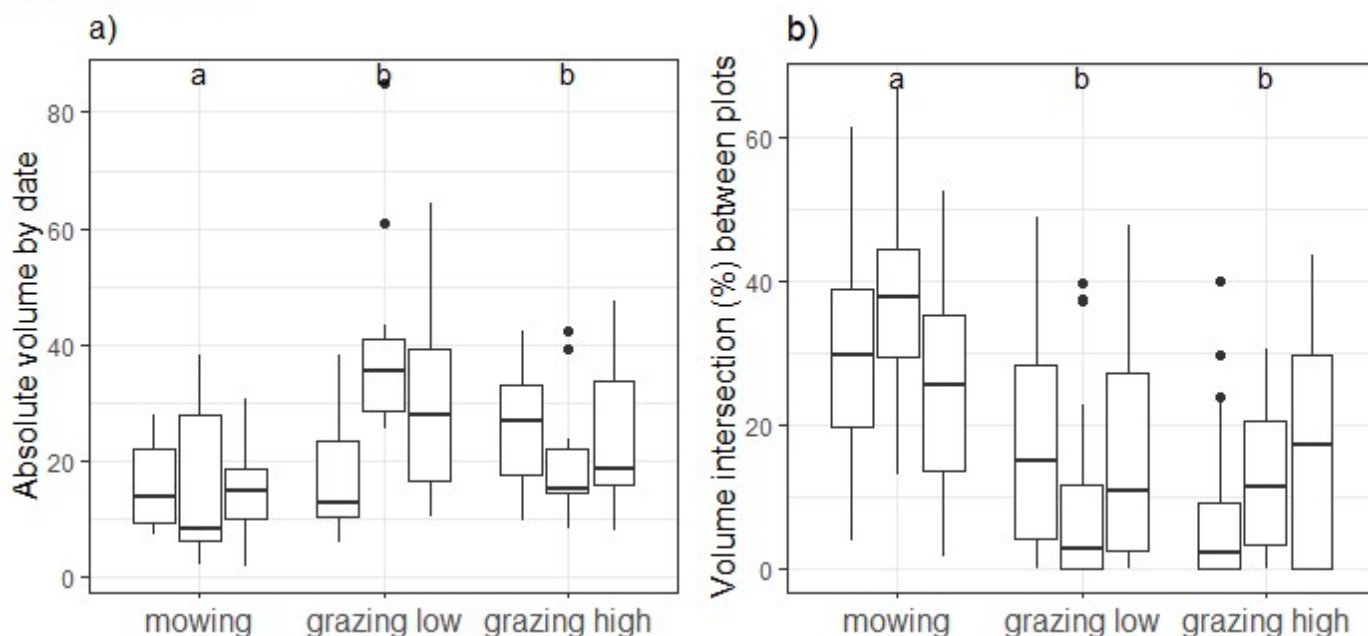 a)
Absolute volume by date
80
60
40
20
0
a
b
b
mowing
grazing low
grazing high
b)
Volume intersection (%) between plots
60
40
20
0
a
b
b
mowing
grazing low
grazing high